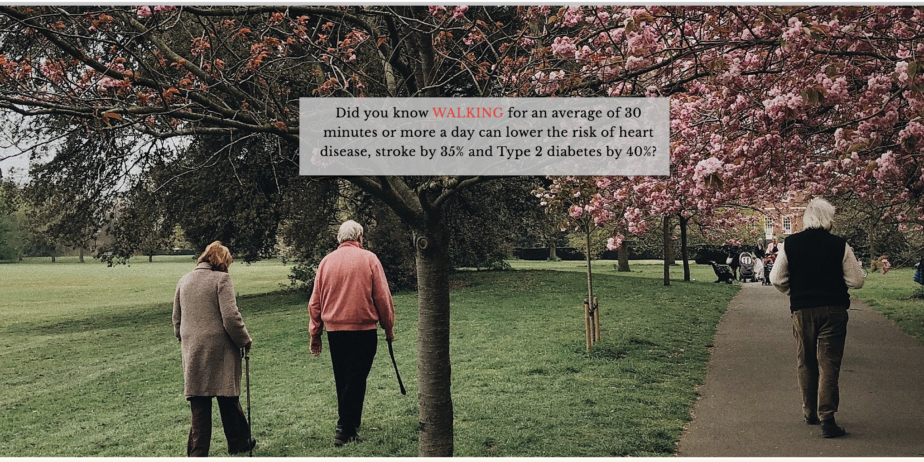 Did you know WALKING for an average of 30
minutes or more a day can lower the risk of heart
disease, stroke by 35% and Type 2 diabetes by 40%?